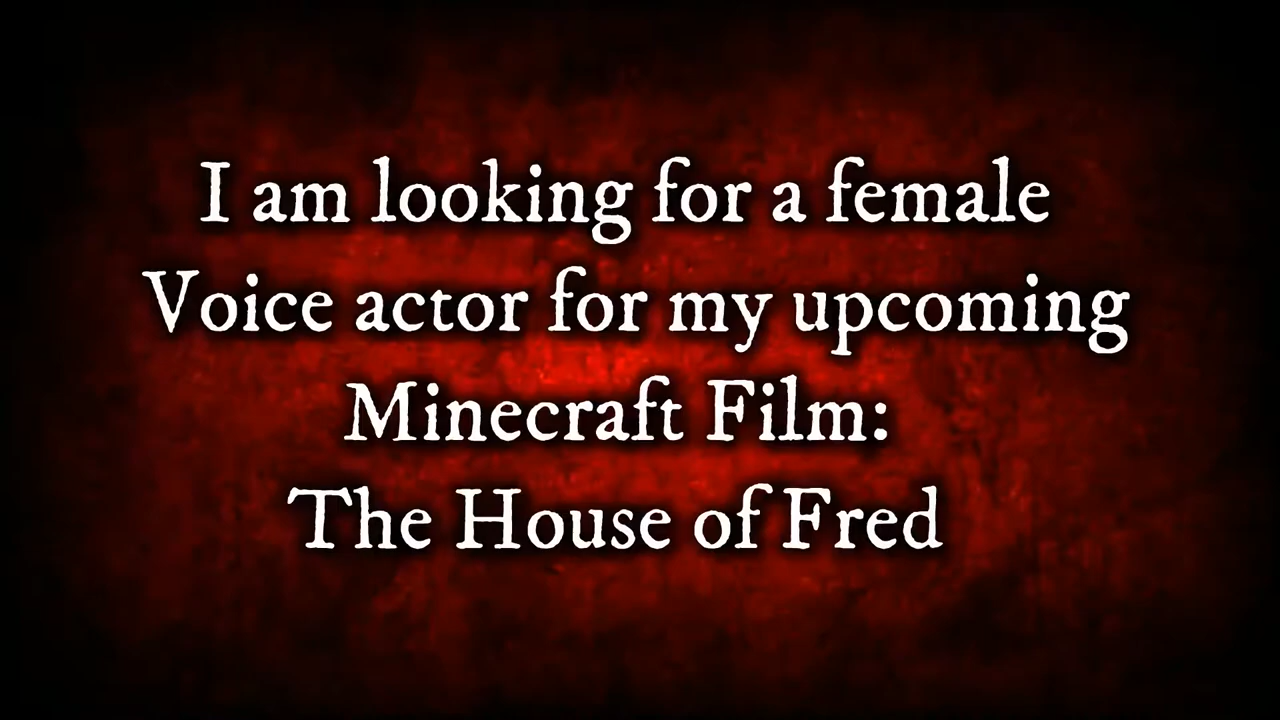 I am looking for a female
Voice actor for my upcoming
Minecraft Film:
The House of Fred